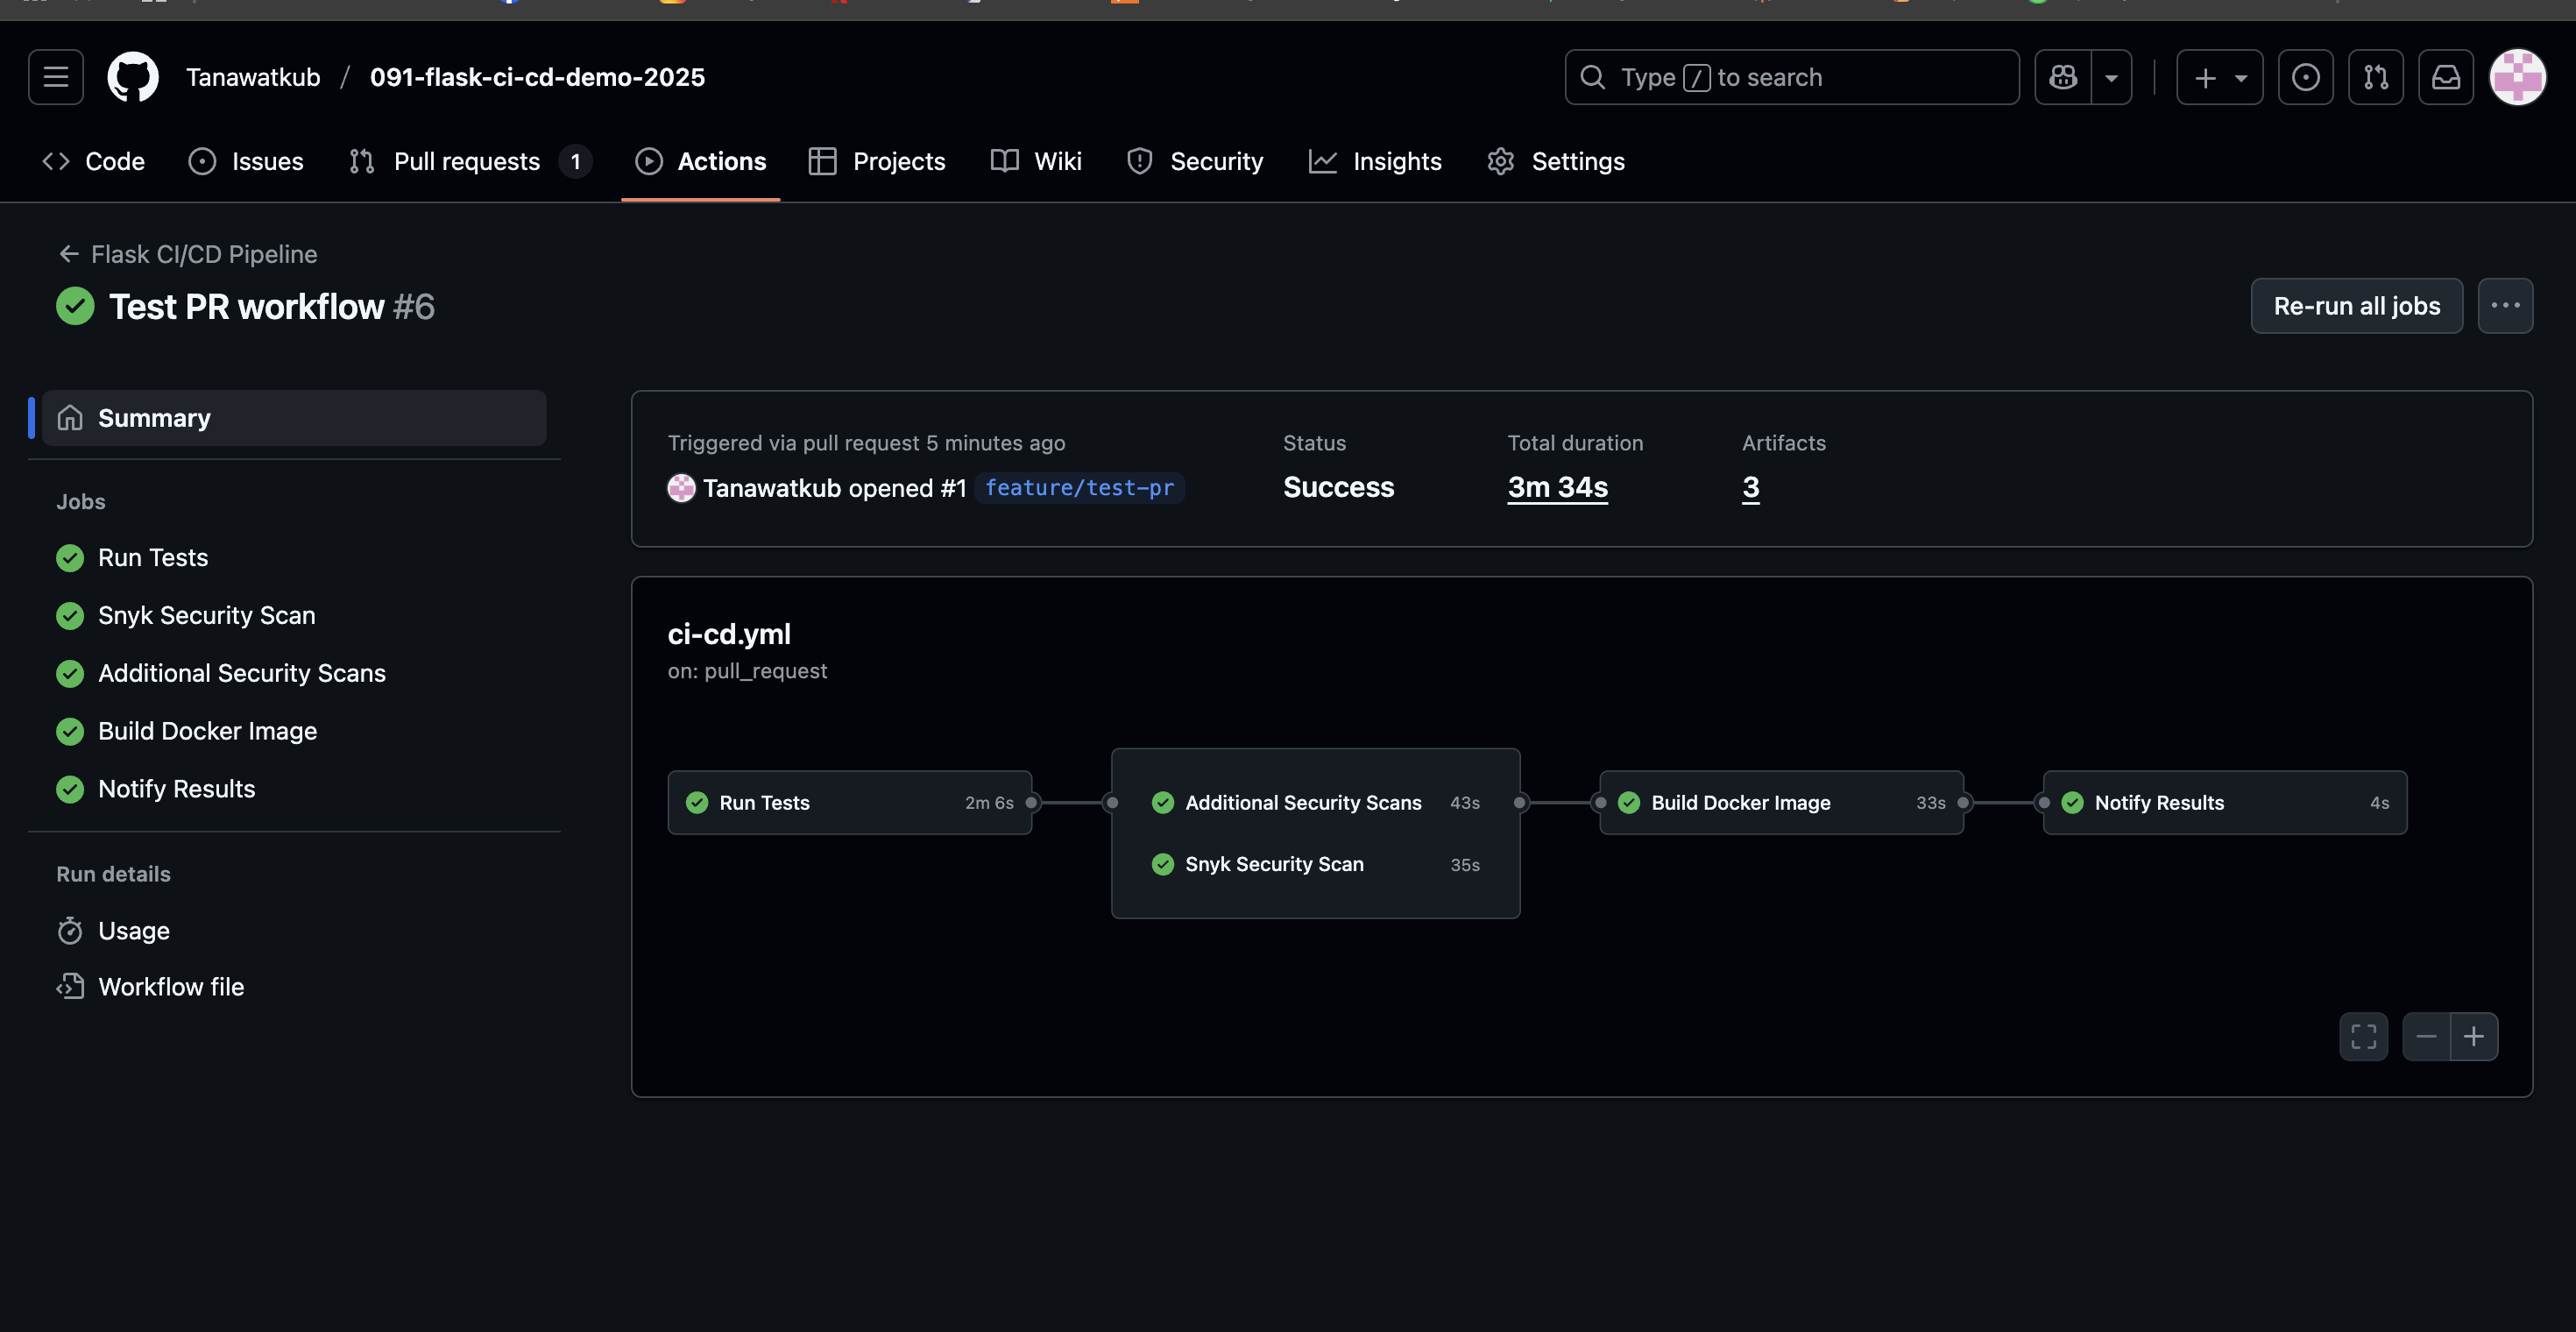 Tanawatkub / 091-flask-ci-cd-demo-2025
Type / to search
Code
Issues
Pull requests 1
Actions
Projects
Wiki
Security
Insights
Settings
Flask CI/CD Pipeline
Test PR workflow #6
Re-run all jobs
Summary
Jobs
Run Tests
Snyk Security Scan
Additional Security Scans
Build Docker Image
Notify Results
Run details
Usage
Workflow file
Triggered via pull request 5 minutes ago
Tanawatkub opened #1 feature/test-pr
Status
Success
Total duration
3m 34s
Artifacts
3
ci-cd.yml
on: pull_request
Run Tests 2m 6s
Additional Security Scans 43s
Snyk Security Scan 35s
Build Docker Image 33s
Notify Results 4s